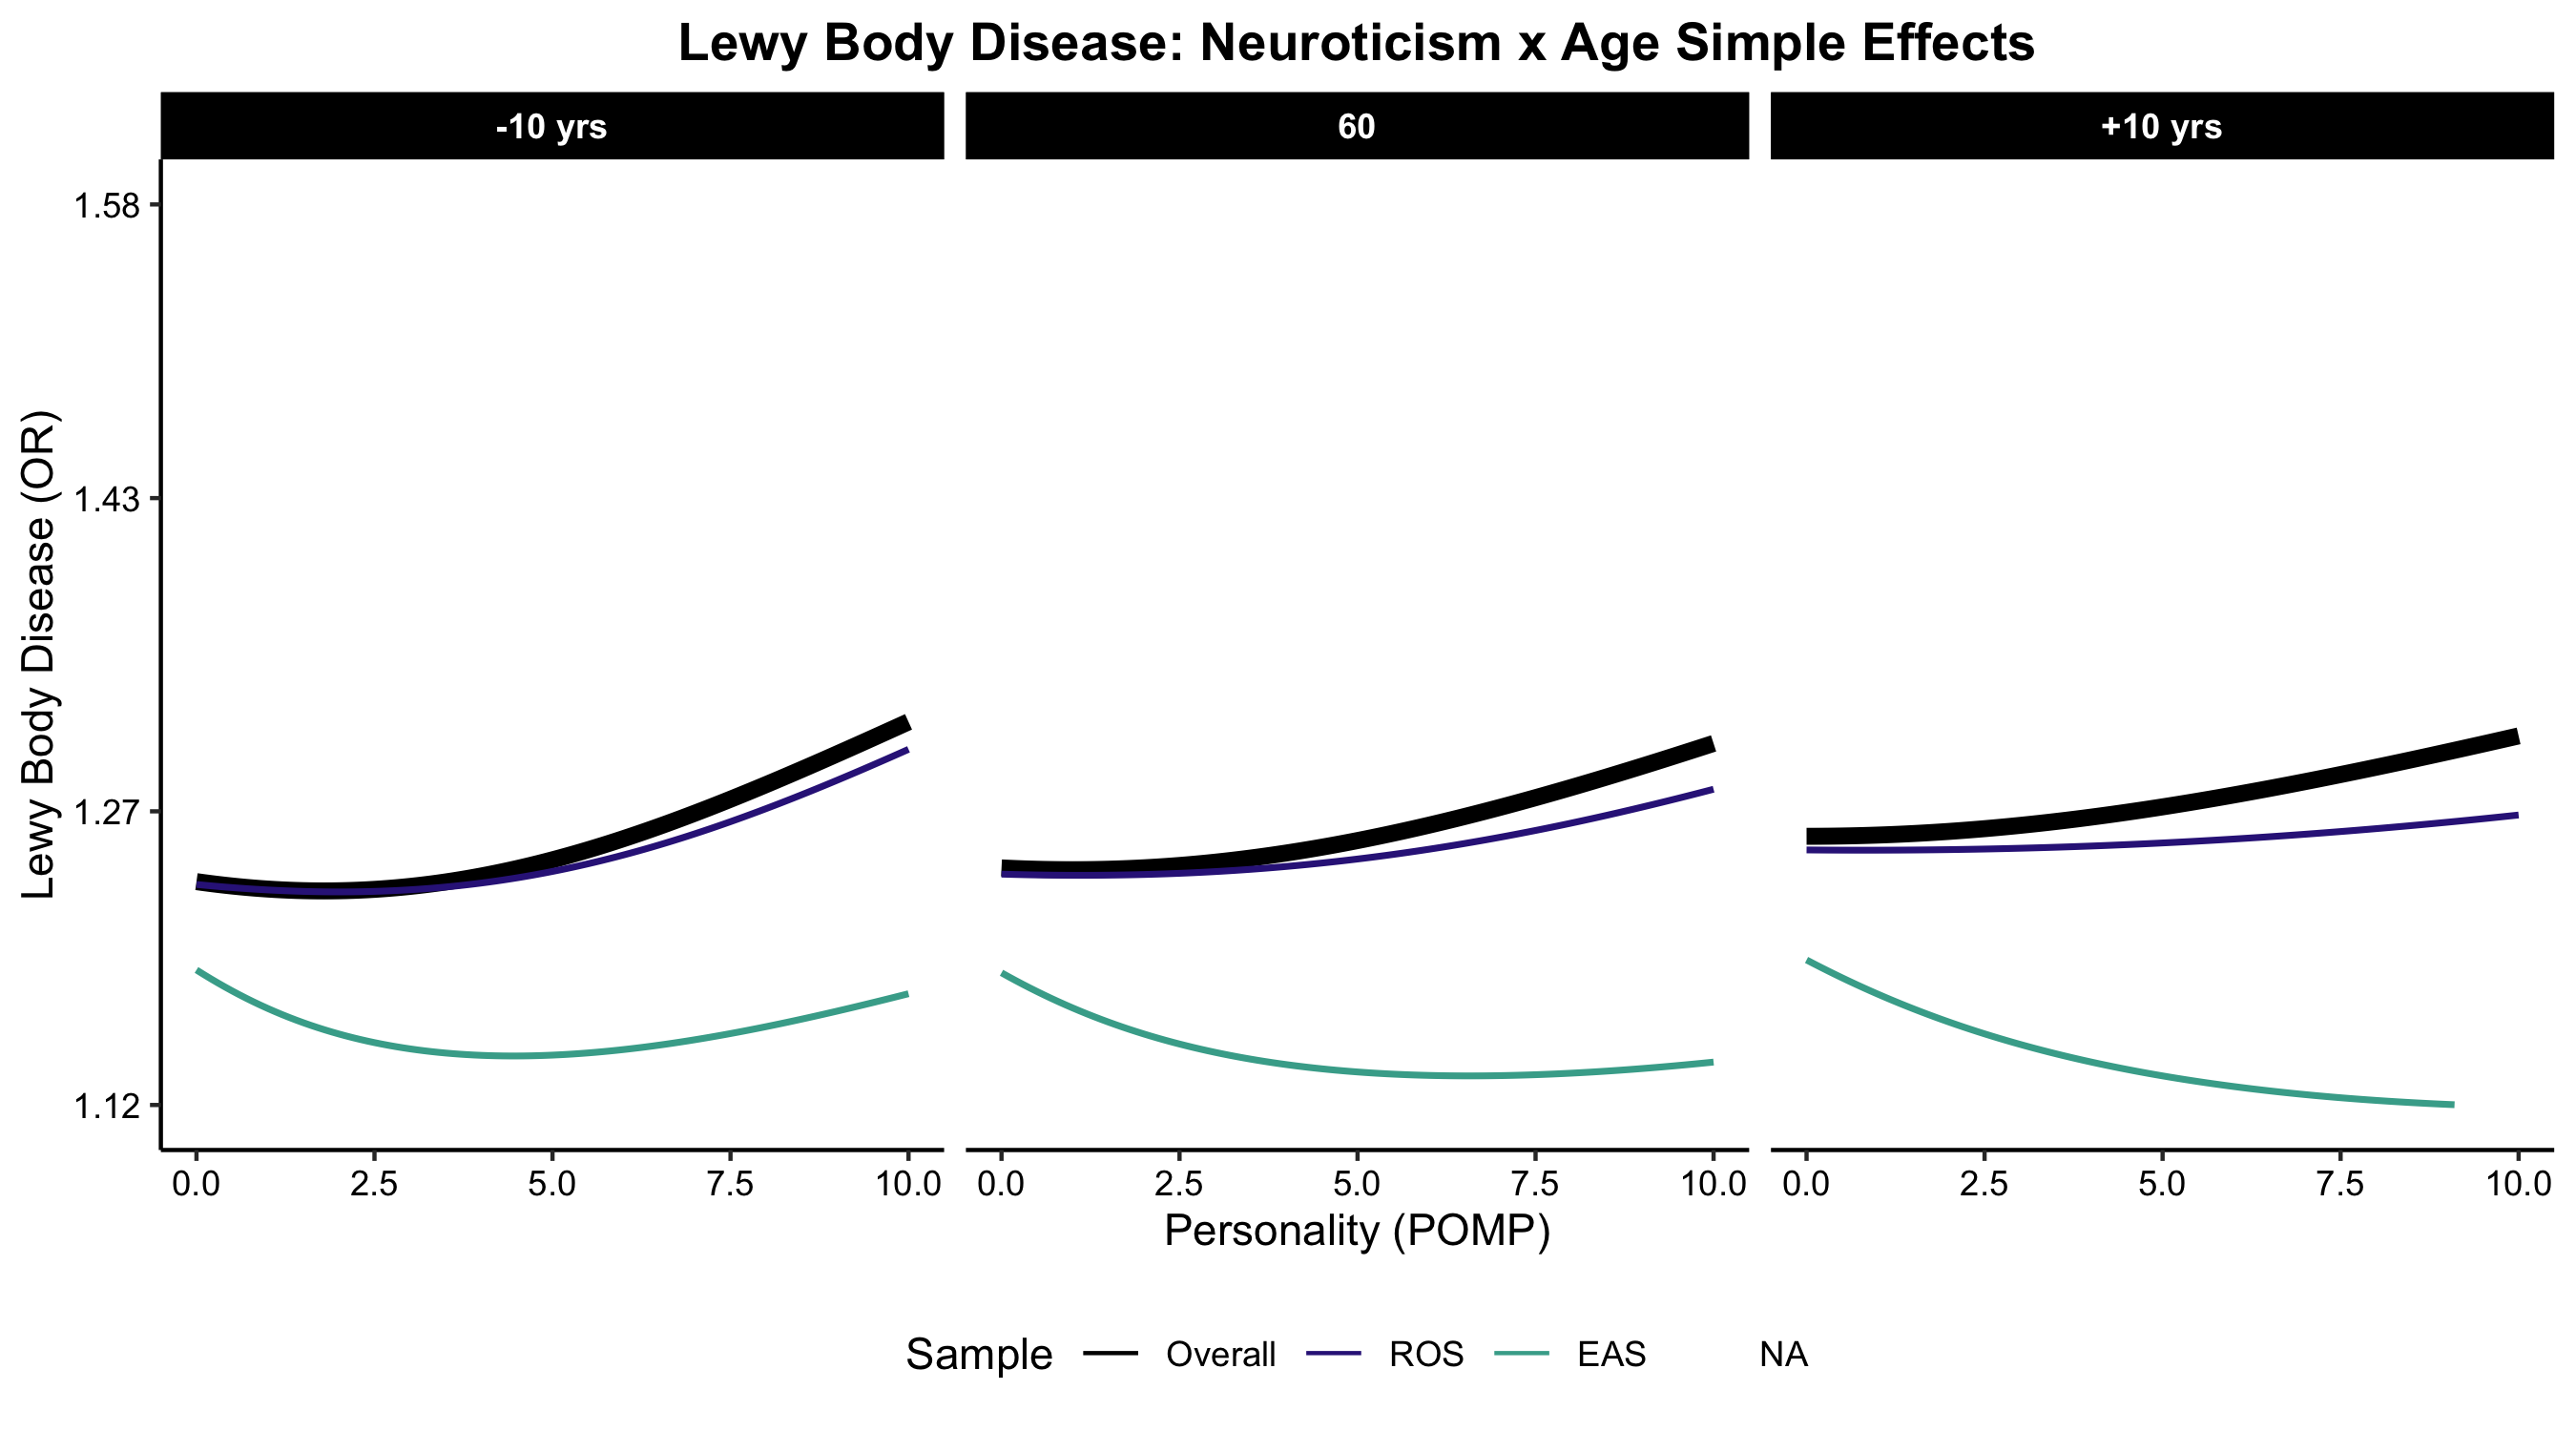 Lewy Body Disease: Neuroticism x Age Simple Effects
-10 yrs
60
+10 yrs
Lewy Body Disease (OR)
1.58
1.43
1.27
1.12
0.0 2.5 5.0 7.5 10.0
0.0 2.5 5.0 7.5 10.0
0.0 2.5 5.0 7.5 10.0
Personality (POMP)
Sample Overall ROS EAS NA